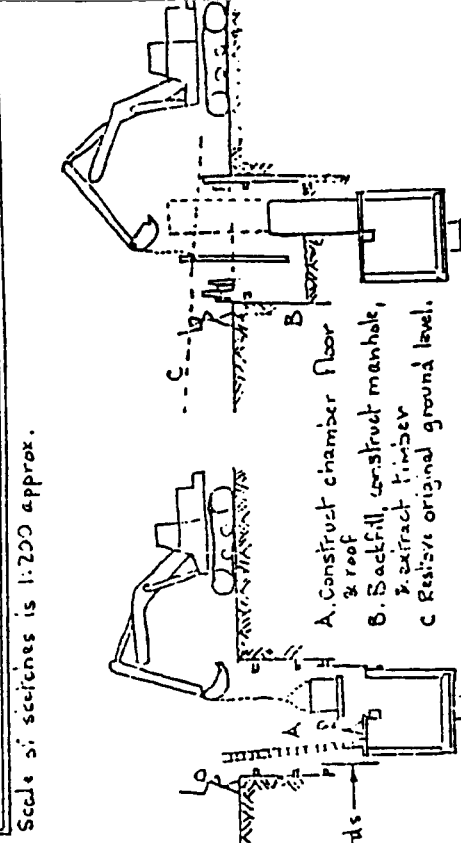 Scale of sketches is 1:200 approx.
A. Construct chamber floor
& roof
B. Backfill, construct manhole,
& extract timber
C Restore original ground level.
A
B
C
ds